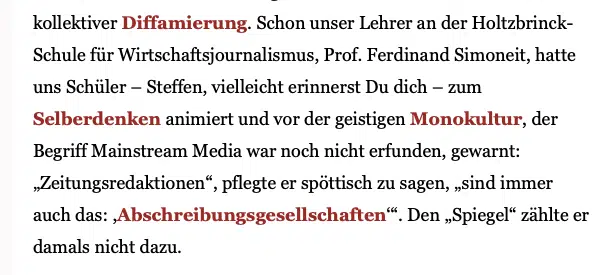 kollektiver Diffamierung. Schon unser Lehrer an der Holtzbrinck-
Schule für Wirtschaftsjournalismus, Prof. Ferdinand Simoneit, hatte
uns Schüler – Steffen, vielleicht erinnerst Du dich – zum
Selberdenken animiert und vor der geistigen Monokultur, der
Begriff Mainstream Media war noch nicht erfunden, gewarnt:
„Zeitungsredaktionen“, pflegte er spöttisch zu sagen, „sind immer
auch das: ‚Abschreibungsgesellschaften‘“. Den „Spiegel“ zählte er
damals nicht dazu.